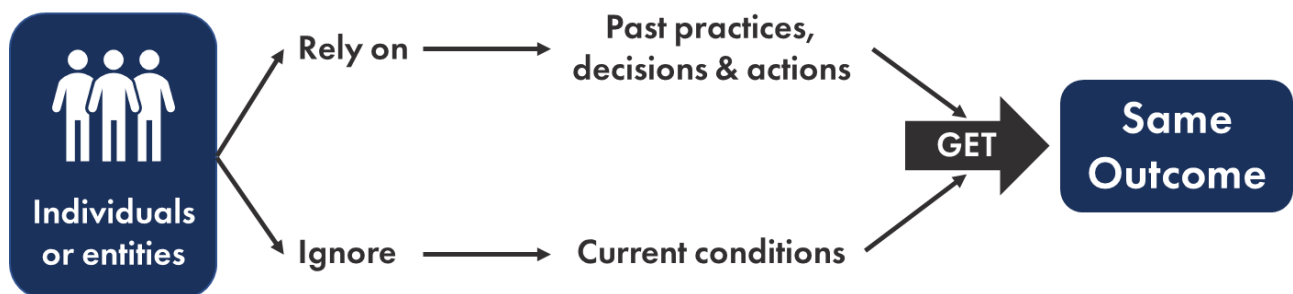 Individuals
or entities
Rely on
Past practices,
decisions & actions
Ignore
Current conditions
GET
Same
Outcome